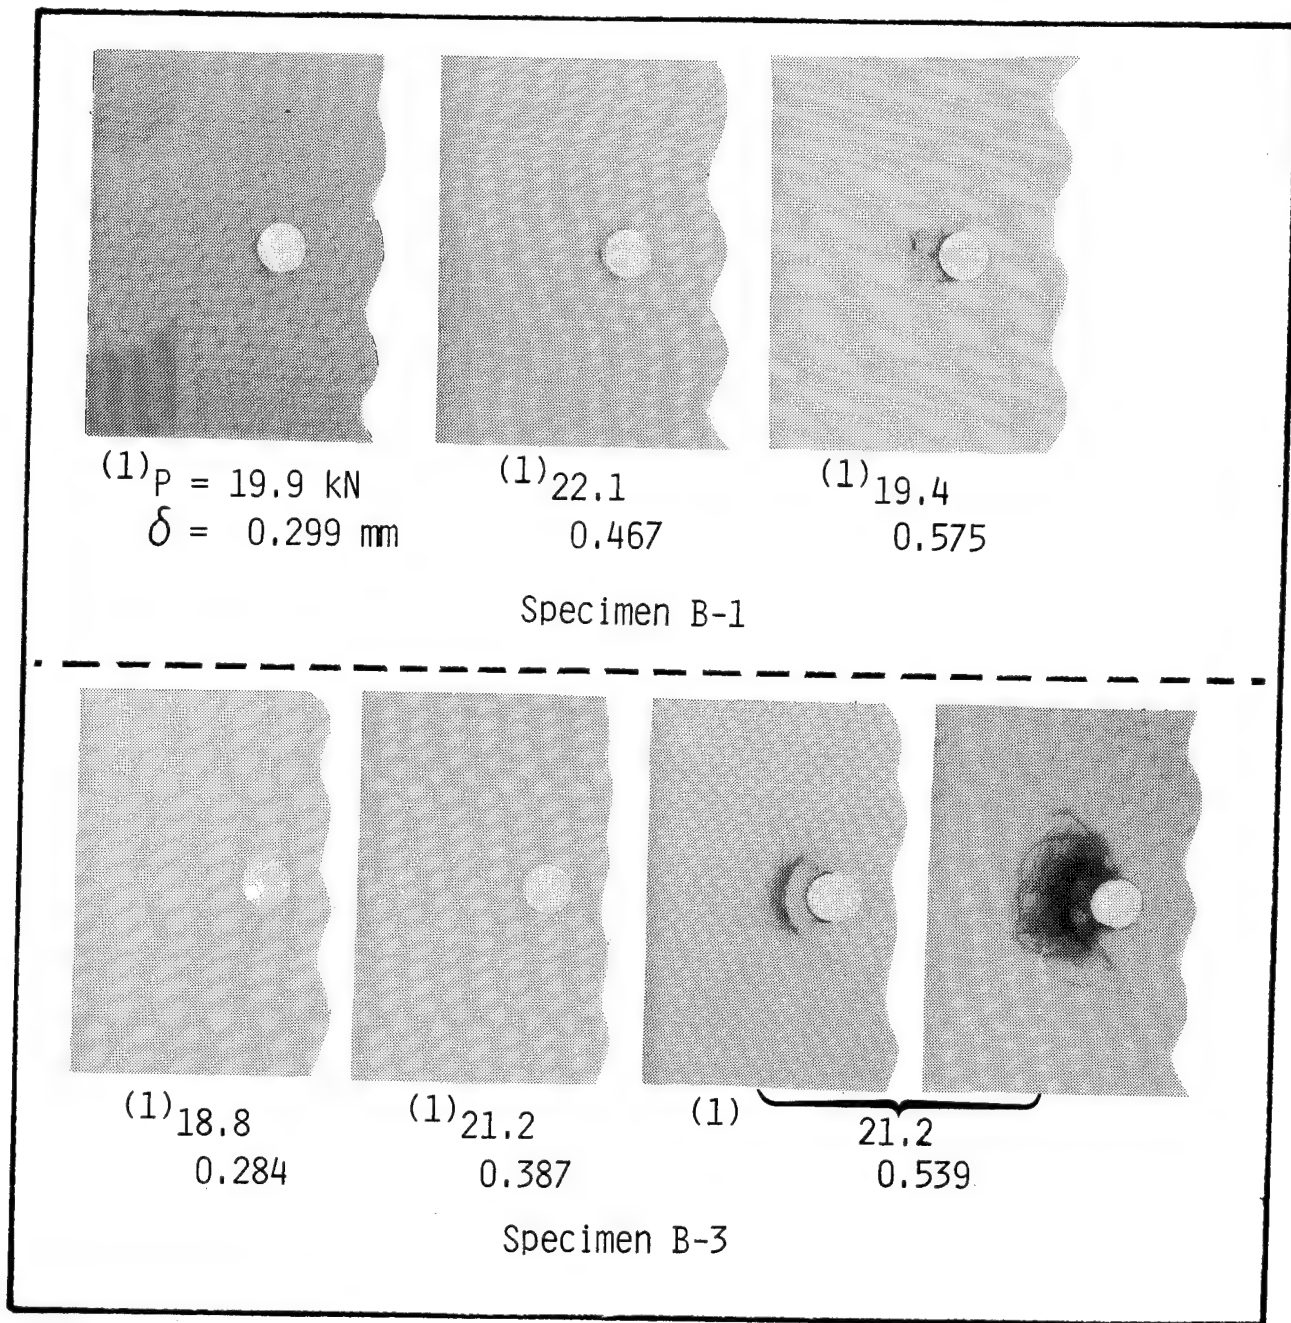 (1)P = 19.9 kN
δ = 0.299 mm
(1)22.1
0.467
(1)19.4
0.575
Specimen B-1
(1)18.8
0.284
(1)21.2
0.387
(1) 21.2
0.539
Specimen B-3